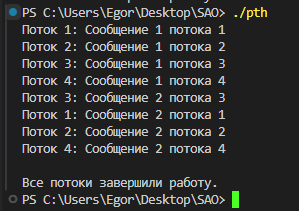 PS C:\Users\Egor\Desktop\SAO> ./pth
Поток 1: Сообщение 1 потока 1
Поток 2: Сообщение 1 потока 2
Поток 3: Сообщение 1 потока 3
Поток 4: Сообщение 1 потока 4
Поток 3: Сообщение 2 потока 3
Поток 1: Сообщение 2 потока 1
Поток 2: Сообщение 2 потока 2
Поток 4: Сообщение 2 потока 4
Все потоки завершили работу.
PS C:\Users\Egor\Desktop\SAO>